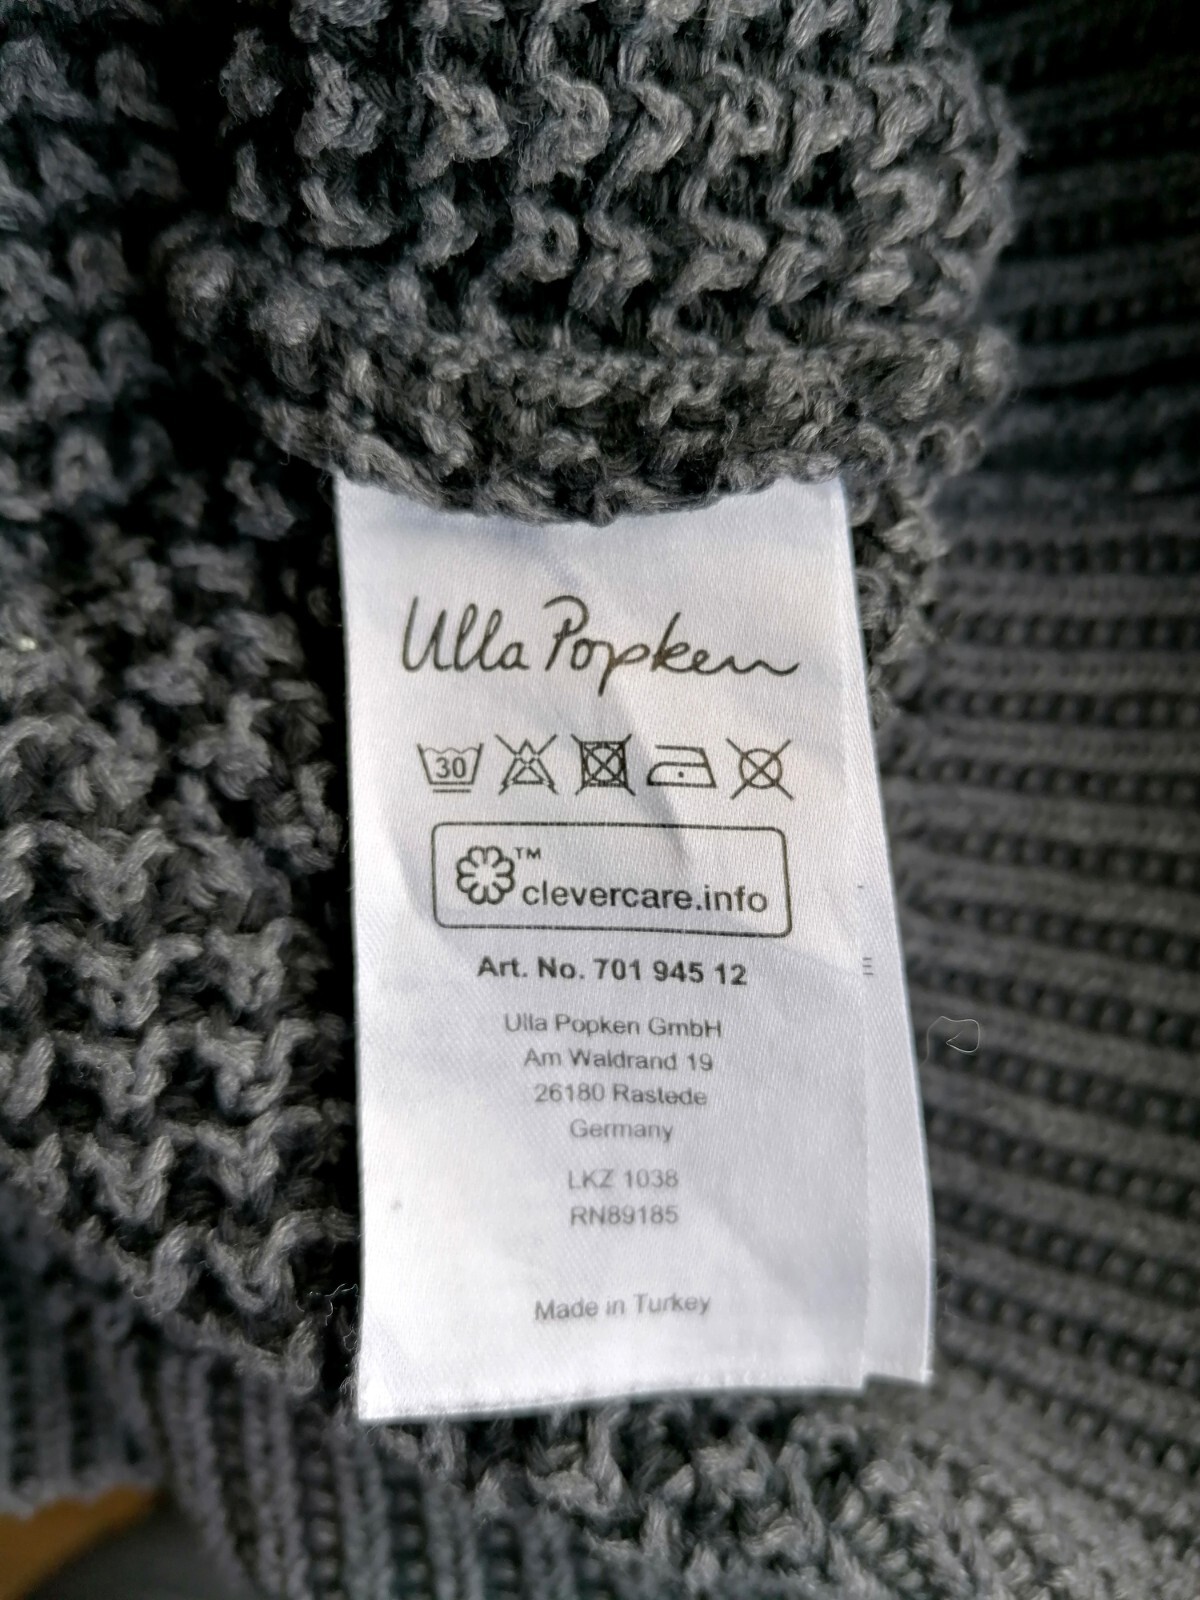 Ulla Popken
30
™
clevercare.info
Art. No. 701 945 12
Ulla Popken GmbH
Am Waldrand 19
26180 Rastede
Germany
LKZ 1038
RN89185
Made in Turkey